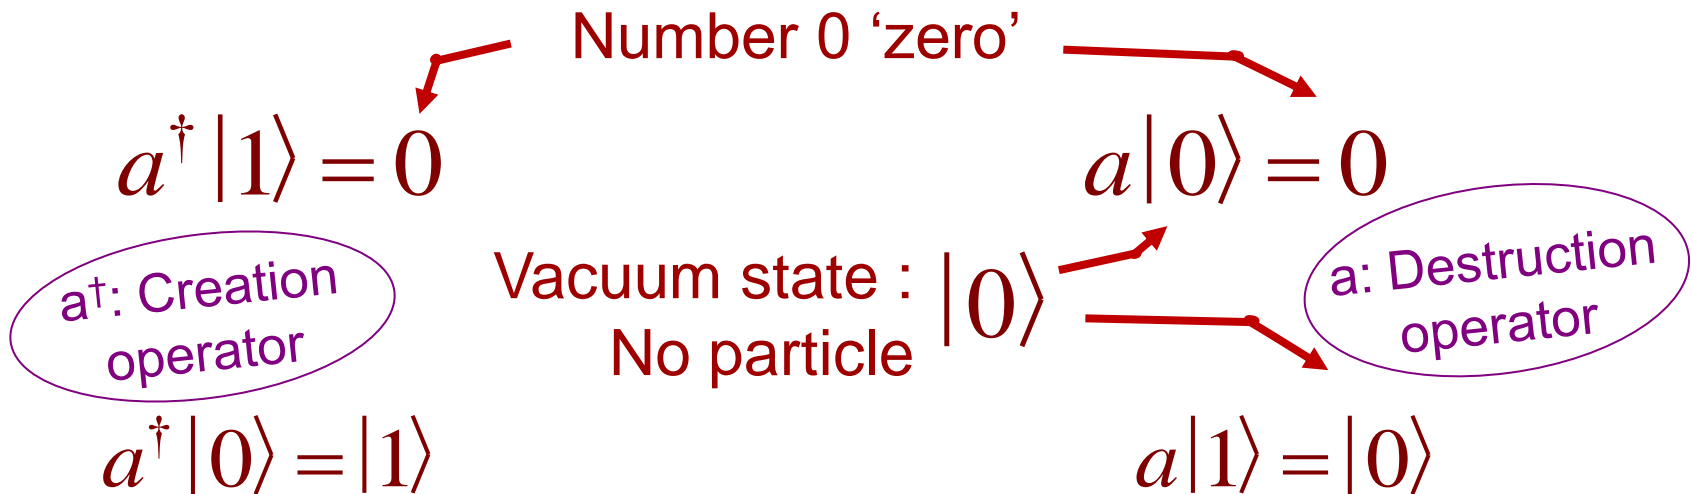 Number 0 ‘zero’
a† |1⟩ = 0
a|0⟩ = 0
a†: Creation
operator
Vacuum state : |0⟩
No particle
a: Destruction
operator
a† |0⟩ = |1⟩
a|1⟩ = |0⟩